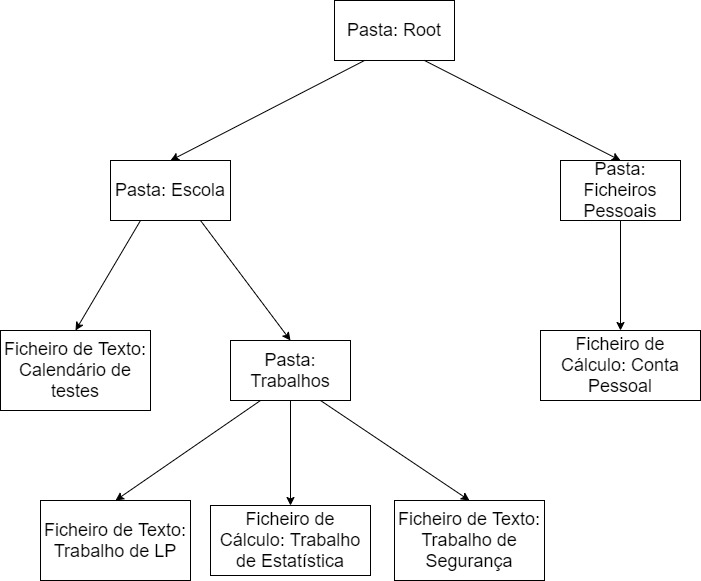 Pasta: Root
Pasta: Escola
Pasta:
Ficheiros
Pessoais
Ficheiro de Texto:
Calendário de
testes
Pasta:
Trabalhos
Ficheiro de
Cálculo: Conta
Pessoal
Ficheiro de Texto:
Trabalho de LP
Ficheiro de
Cálculo: Trabalho
de Estatística
Ficheiro de Texto:
Trabalho de
Segurança